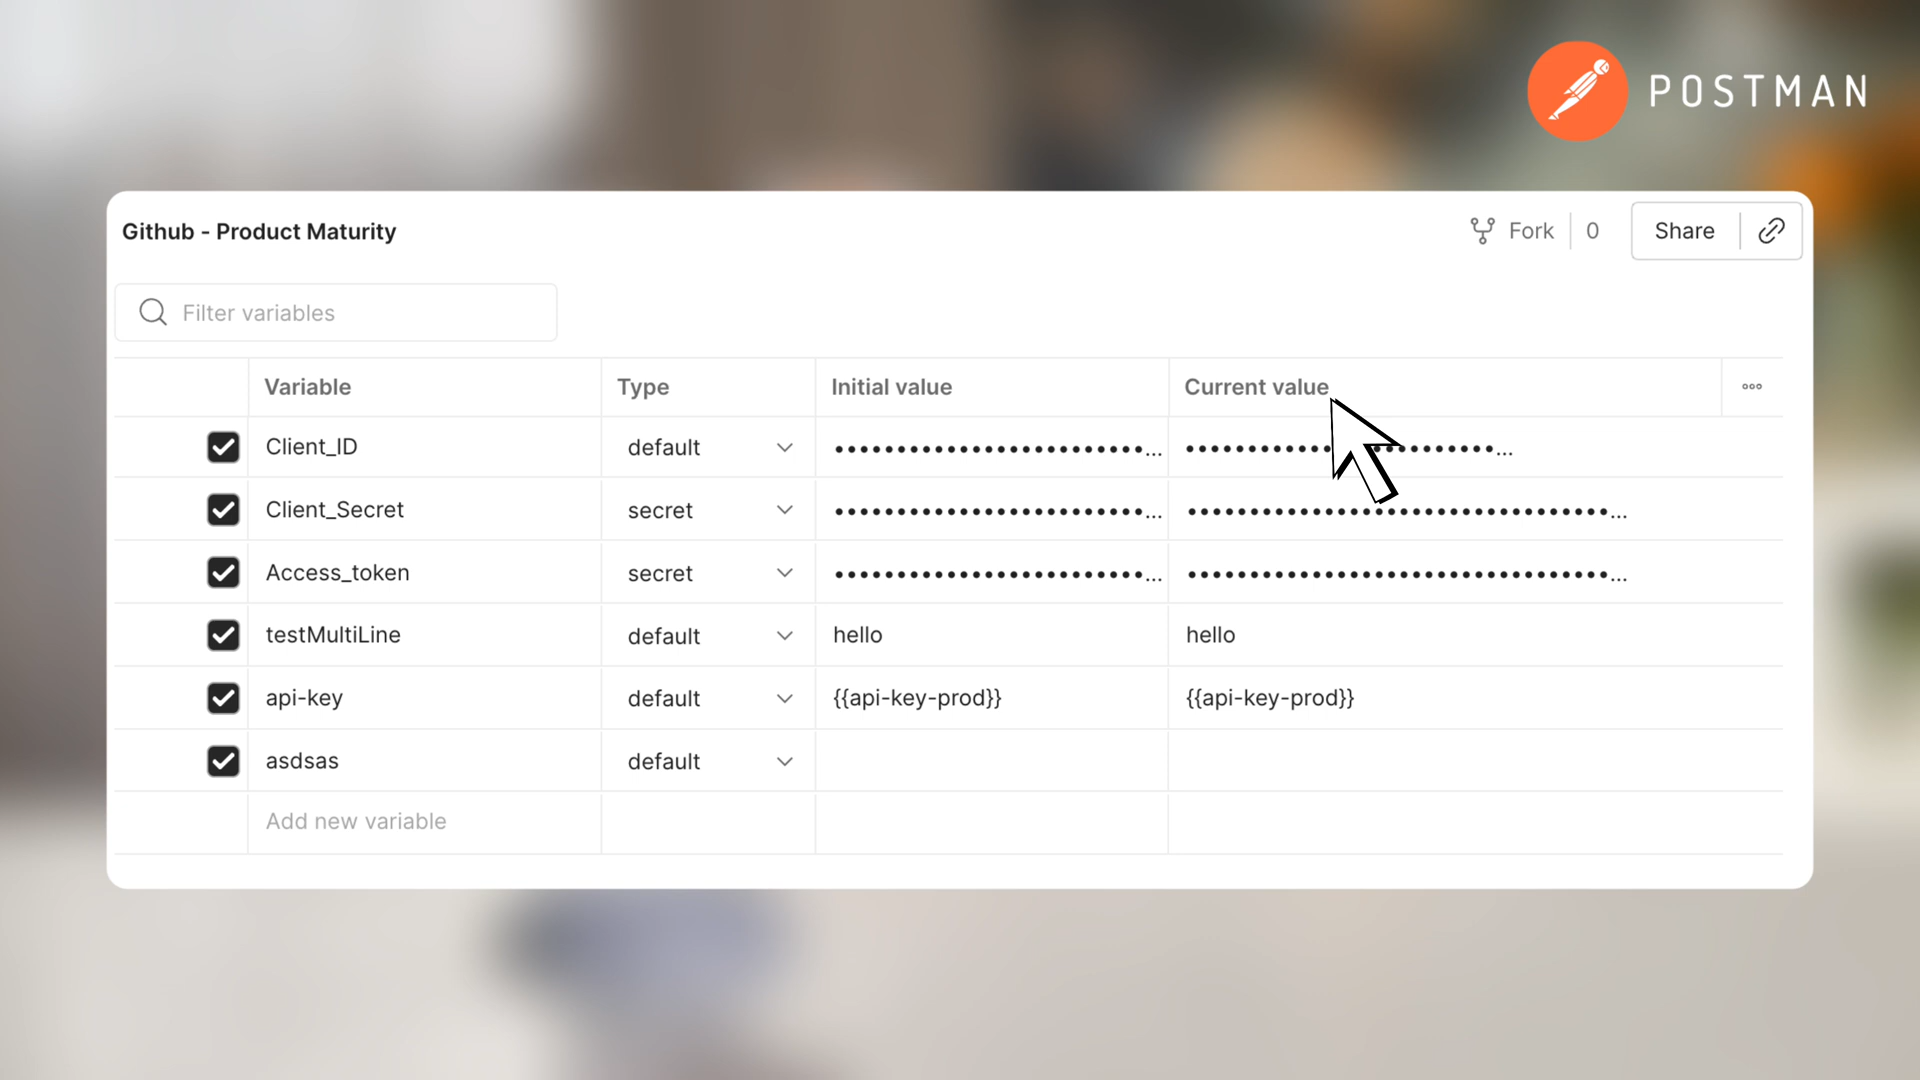 POSTMAN
Github - Product Maturity
Fork 0 Share
Filter variables
Variable Type Initial value Current value
Client_ID default ••••••••••••••••••••••••• ... ••••••••••••••••••••••••• ...
Client_Secret secret ••••••••••••••••••••••••• ... •••••••••••••••••••••••••••••••••• ...
Access_token secret ••••••••••••••••••••••••• ... •••••••••••••••••••••••••••••••••• ...
testMultiLine default hello hello
api-key default {{api-key-prod}} {{api-key-prod}}
asdsas default
Add new variable